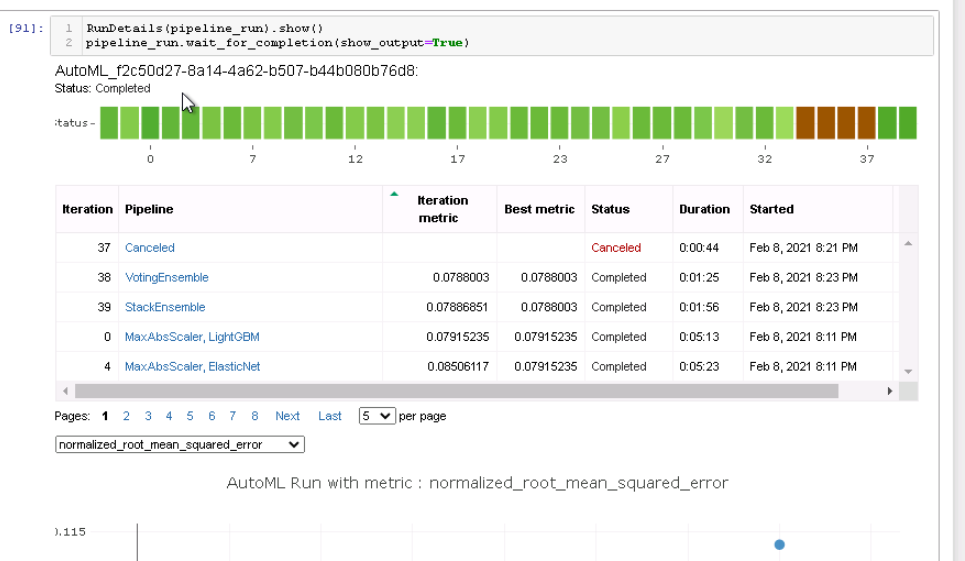 [91]: 1 RunDetails(pipeline_run).show()
2 pipeline_run.wait_for_completion(show_output=True)
AutoML_f2c50d27-8a14-4a62-b507-b44b080b76d8:
Status: Completed
Status -
0 7 12 17 23 27 32 37
Iteration Pipeline Iteration metric Best metric Status Duration Started
37 Canceled Canceled 0:00:44 Feb 8, 2021 8:21 PM
38 VotingEnsemble 0.0788003 0.0788003 Completed 0:01:25 Feb 8, 2021 8:23 PM
39 StackEnsemble 0.07886851 0.0788003 Completed 0:01:56 Feb 8, 2021 8:23 PM
0 MaxAbsScaler, LightGBM 0.07915235 0.07915235 Completed 0:05:13 Feb 8, 2021 8:11 PM
4 MaxAbsScaler, ElasticNet 0.08506117 0.07915235 Completed 0:05:23 Feb 8, 2021 8:11 PM
Pages: 1 2 3 4 5 6 7 8 Next Last 5 per page
normalized_root_mean_squared_error
AutoML Run with metric : normalized_root_mean_squared_error
0.115